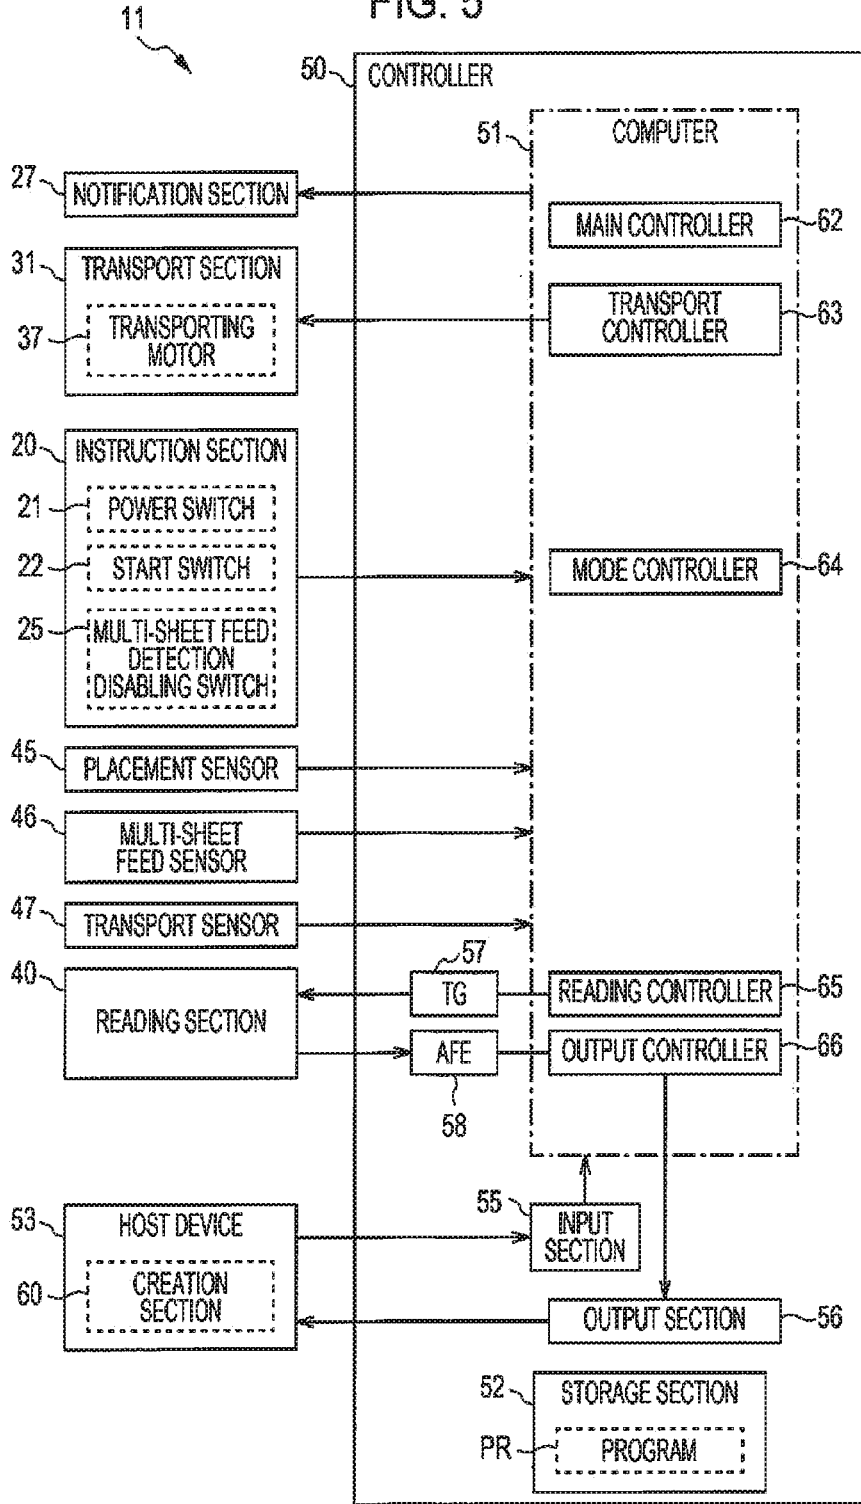 FIG. 5
11
50
CONTROLLER
51
COMPUTER
27
NOTIFICATION SECTION
MAIN CONTROLLER
62
31
TRANSPORT SECTION
37
TRANSPORTING
MOTOR
TRANSPORT
CONTROLLER
63
20
INSTRUCTION SECTION
21
POWER SWITCH
22
START SWITCH
MODE CONTROLLER
64
25
MULTI-SHEET FEED
DETECTION
DISABLING SWITCH
45
PLACEMENT SENSOR
46
MULTI-SHEET
FEED SENSOR
47
TRANSPORT SENSOR
40
READING SECTION
57
TG
READING CONTROLLER
65
AFE
OUTPUT CONTROLLER
66
58
53
HOST DEVICE
60
CREATION
SECTION
55
INPUT
SECTION
OUTPUT SECTION
56
52
STORAGE SECTION
PR
PROGRAM